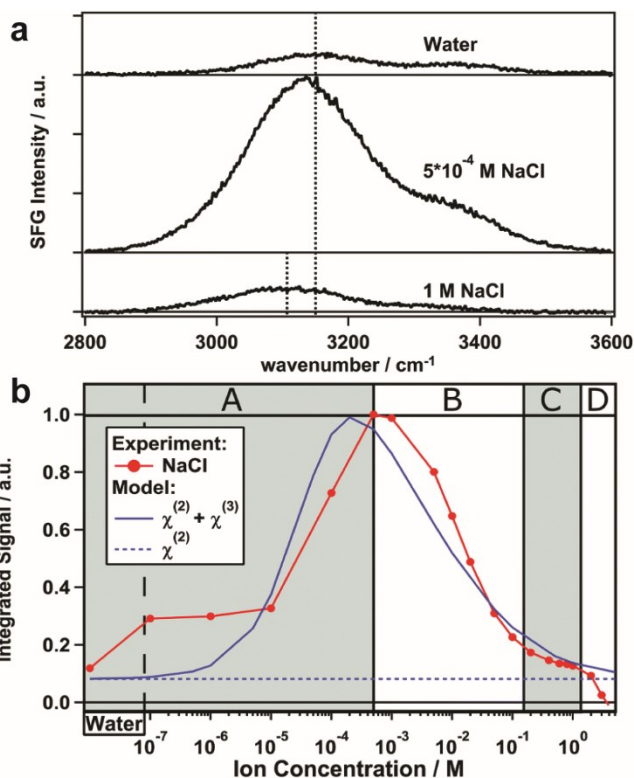 a
Water
5*10⁻⁴ M NaCl
1 M NaCl
SFG Intensity / a.u.
2800 3000 3200 3400 3600
wavenumber / cm⁻¹
b
A B C D
Experiment:
NaCl
Model:
χ⁽²⁾ + χ⁽³⁾
χ⁽²⁾
Integrated Signal / a.u.
1.0
0.8
0.6
0.4
0.2
0.0
Water
10⁻⁷ 10⁻⁶ 10⁻⁵ 10⁻⁴ 10⁻³ 10⁻² 10⁻¹ 10⁰
Ion Concentration / M